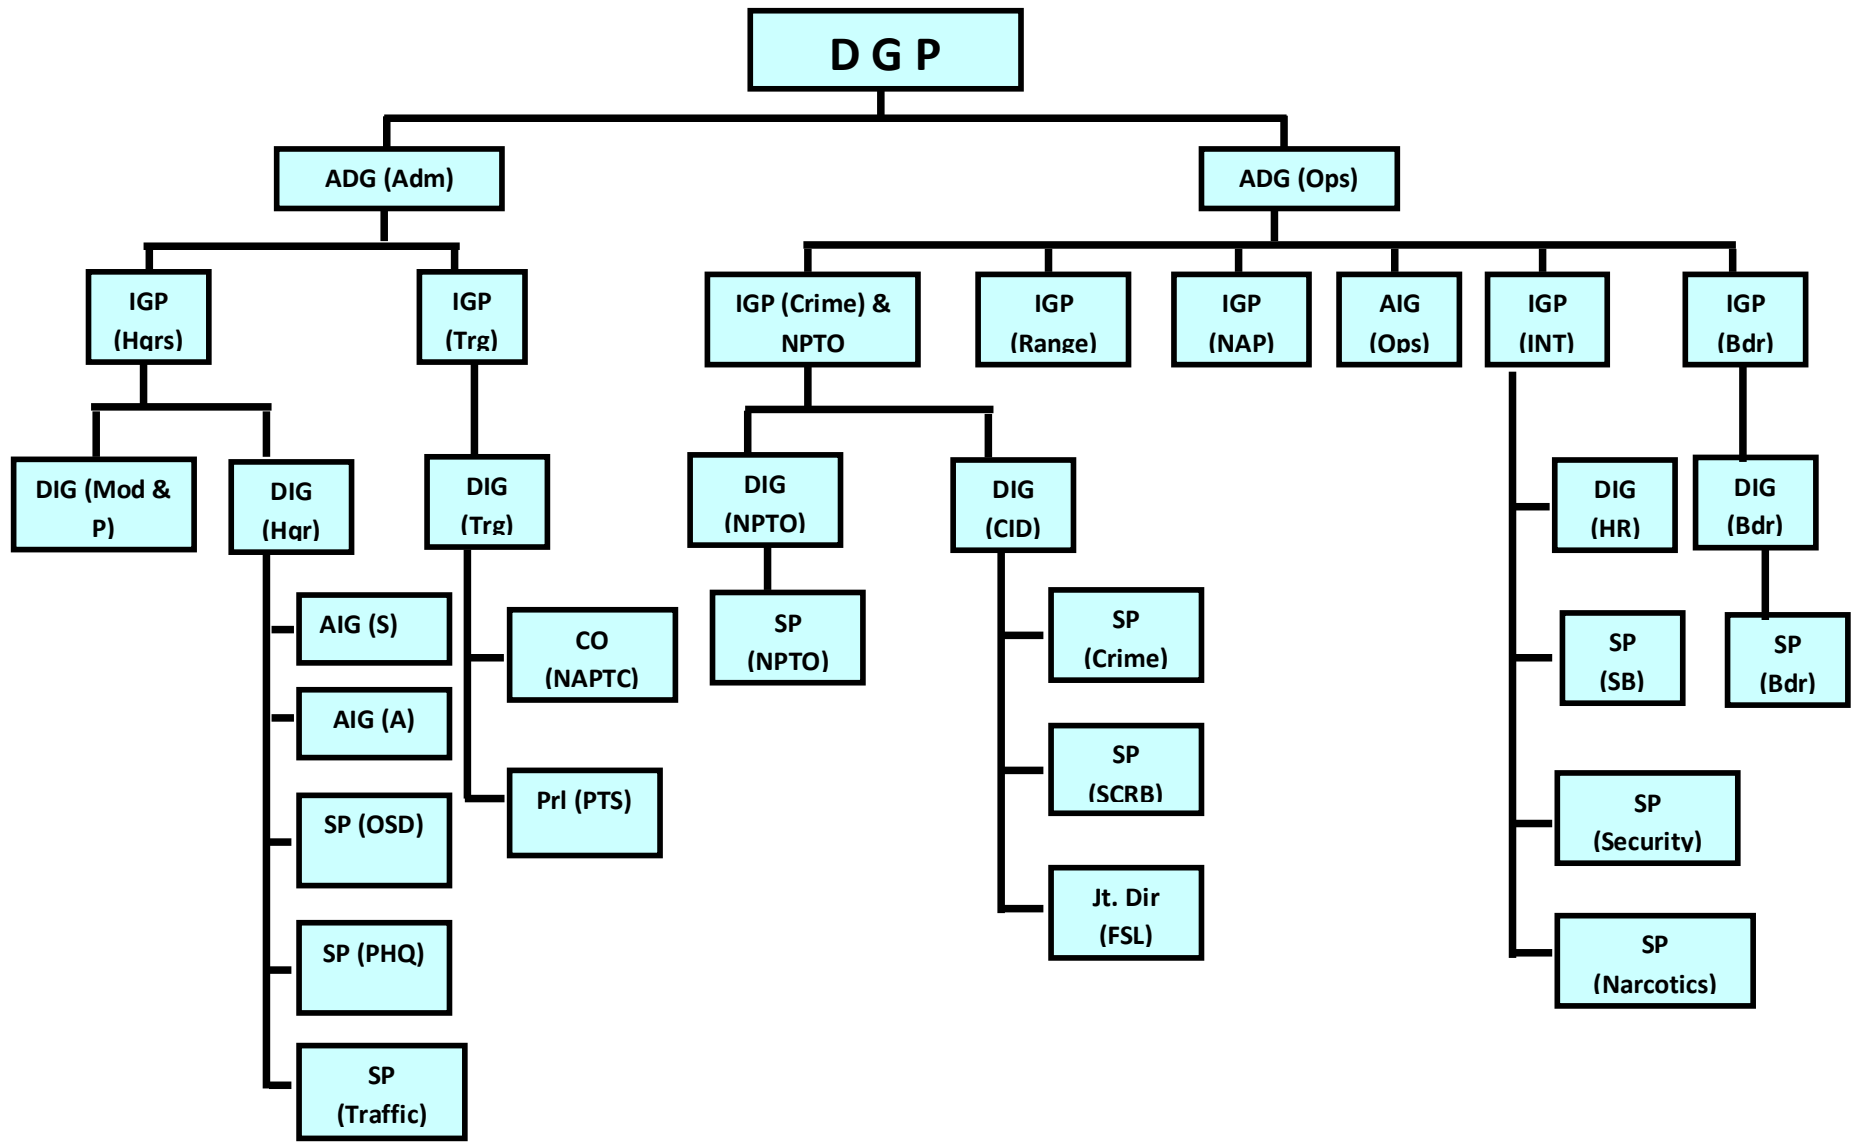 D G P
ADG (Adm)
ADG (Ops)
IGP
(Hqrs)
IGP
(Trg)
IGP (Crime) &
NPTO
IGP
(Range)
IGP
(NAP)
AIG
(Ops)
IGP
(INT)
IGP
(Bdr)
DIG (Mod &
P)
DIG
(Hqr)
DIG
(Trg)
DIG
(NPTO)
DIG
(CID)
DIG
(HR)
DIG
(Bdr)
AIG (S)
AIG (A)
SP (OSD)
SP (PHQ)
SP
(Traffic)
CO
(NAPTC)
Prl (PTS)
SP
(NPTO)
SP
(Crime)
SP
(SCRB)
Jt. Dir
(FSL)
SP
(SB)
SP
(Security)
SP
(Narcotics)
SP
(Bdr)